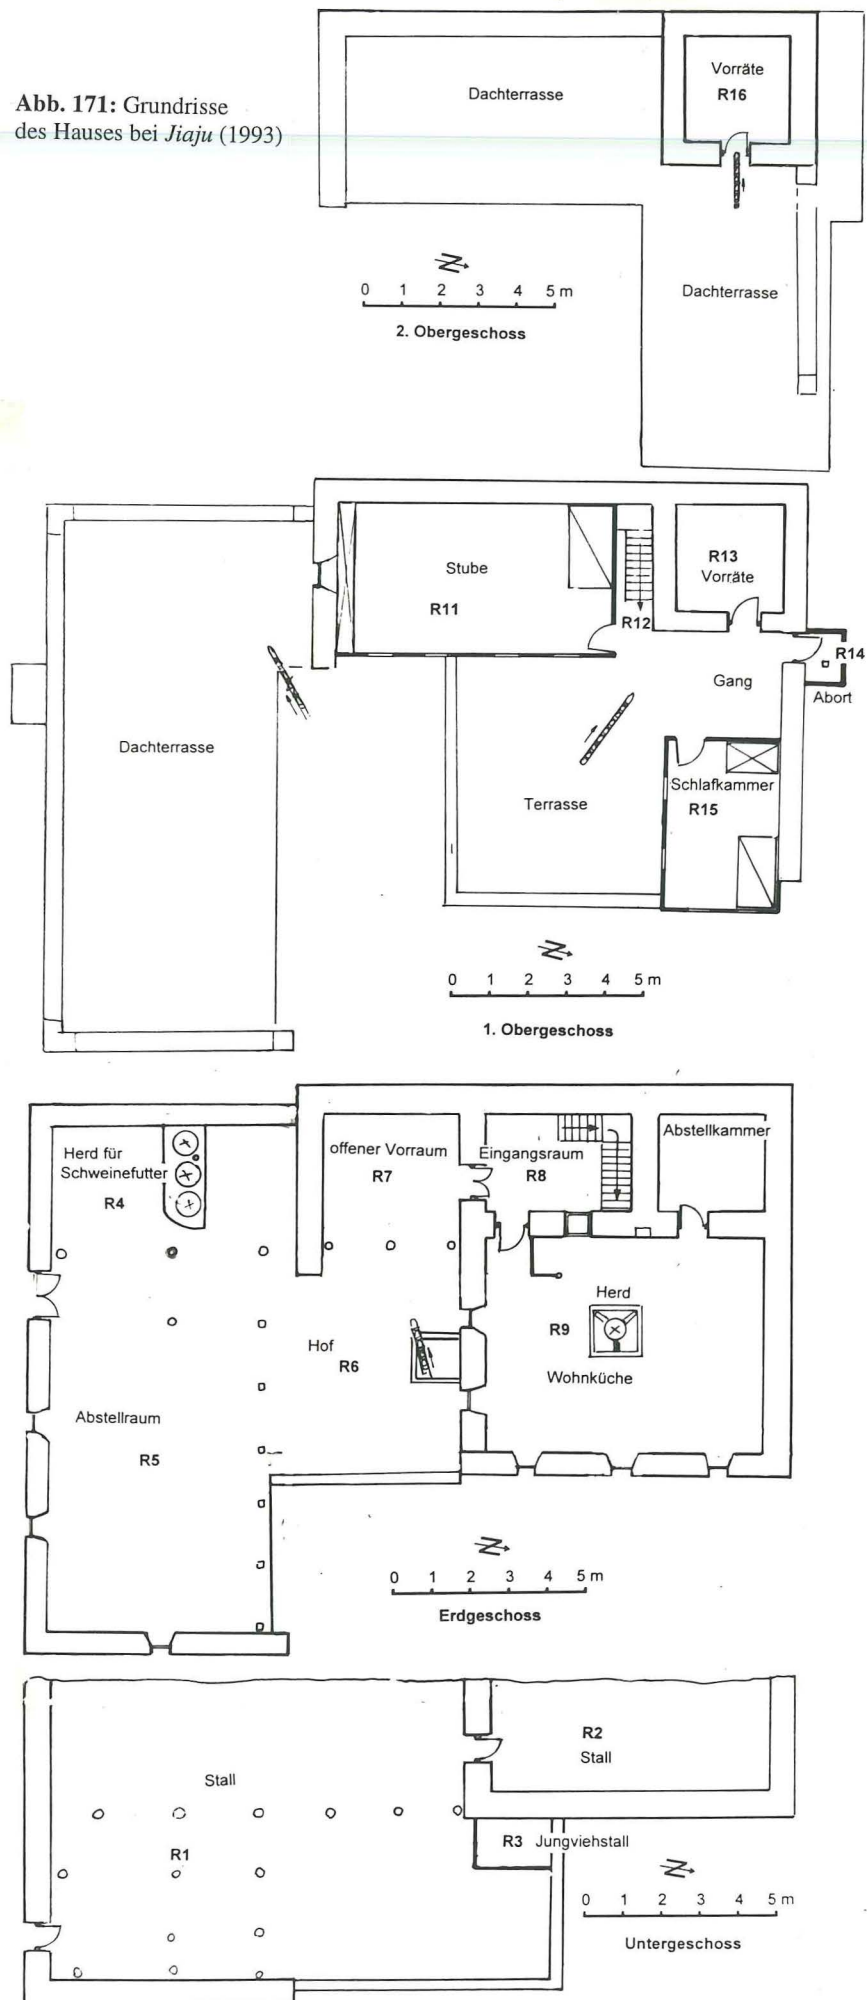 Abb. 171: Grundrisse
des Hauses bei Jiaju (1993)
Dachterrasse
Vorräte
R16
Dachterrasse
N
0 1 2 3 4 5 m
2. Obergeschoss
Stube
R11
R12
R13
Vorräte
R14
Abort
Gang
Dachterrasse
Terrasse
Schlafkammer
R15
N
0 1 2 3 4 5 m
1. Obergeschoss
Herd für
Schweinefutter
R4
offener Vorraum
R7
Eingangsraum
R8
Abstellkammer
Herd
R9
Wohnküche
Hof
R6
Abstellraum
R5
N
0 1 2 3 4 5 m
Erdgeschoss
Stall
R1
R2
Stall
R3 Jungviehstall
N
0 1 2 3 4 5 m
Untergeschoss